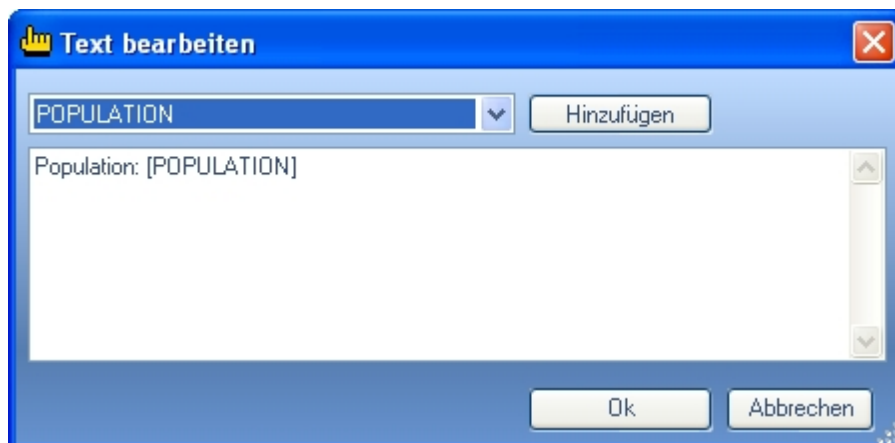 Text bearbeiten
POPULATION
Hinzufügen
Population: [POPULATION]
Ok
Abbrechen